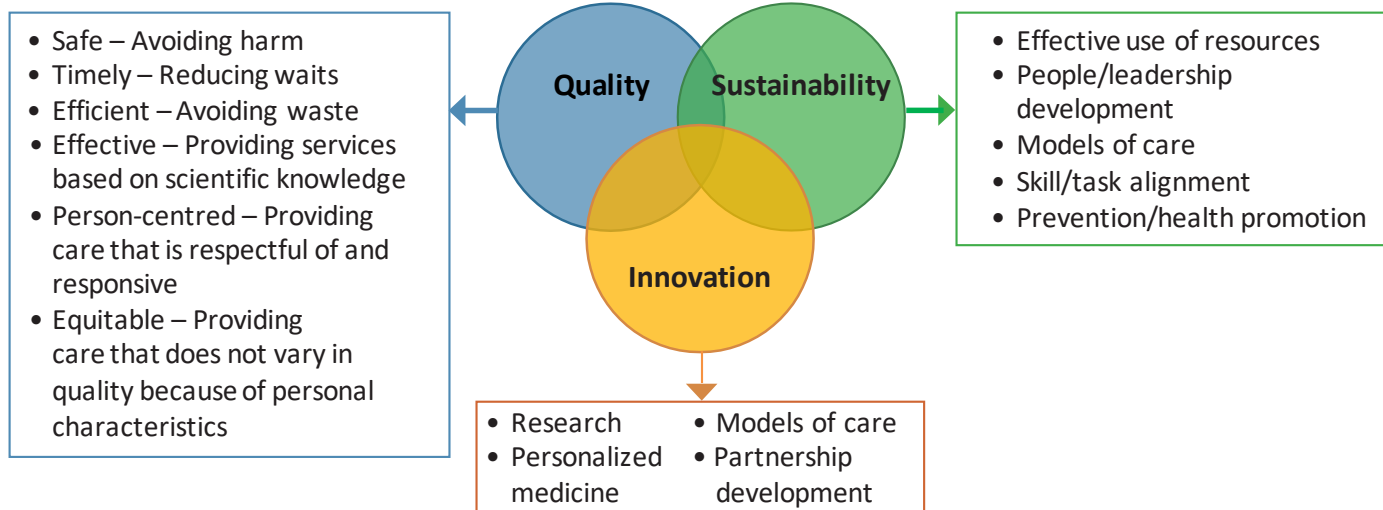 • Safe – Avoiding harm
• Timely – Reducing waits
• Efficient – Avoiding waste
• Effective – Providing services
based on scientific knowledge
• Person-centred – Providing
care that is respectful of and
responsive
• Equitable – Providing
care that does not vary in
quality because of personal
characteristics
Quality
Sustainability
Innovation
• Effective use of resources
• People/leadership
development
• Models of care
• Skill/task alignment
• Prevention/health promotion
• Research
• Personalized
medicine
• Models of care
• Partnership
development